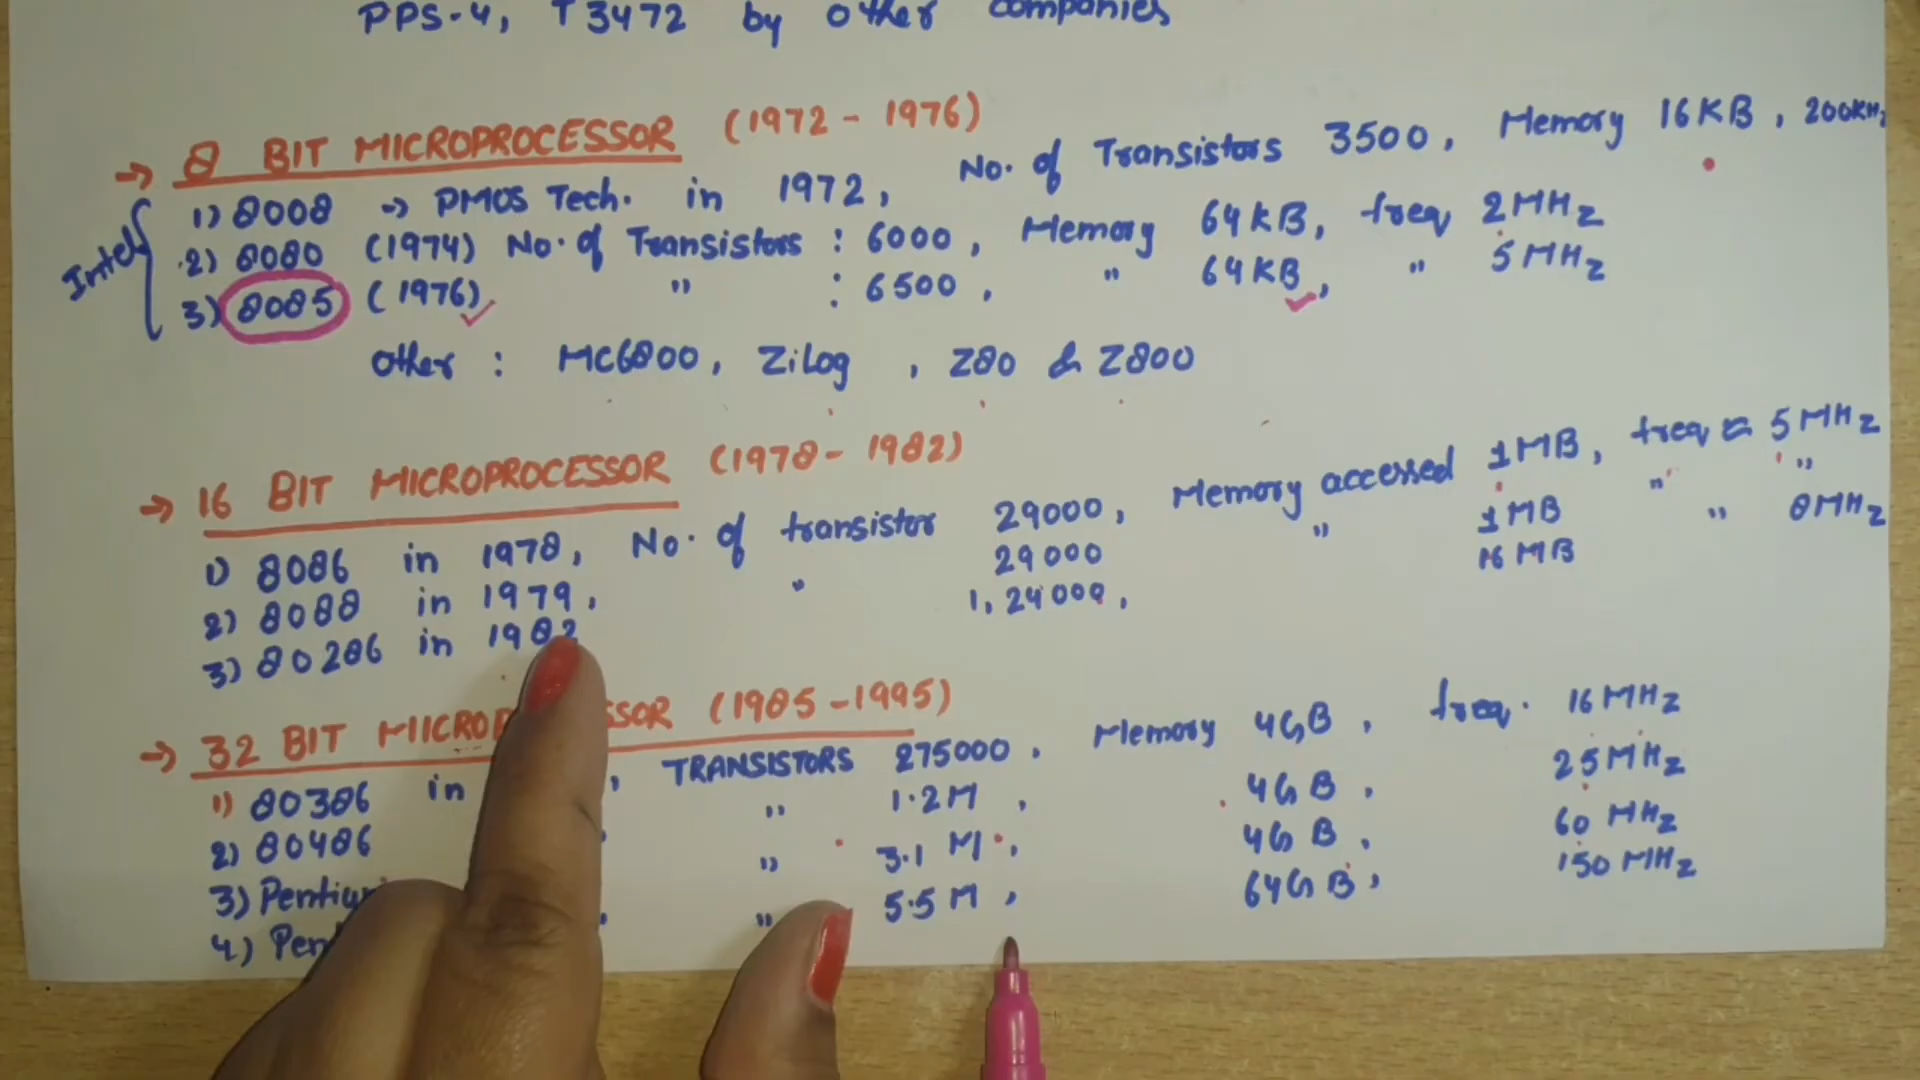 PPS-4, T3472 by other companies
→ 8 BIT MICROPROCESSOR (1972 - 1976)
Intel
1) 8008 → PMOS Tech. in 1972, No. of Transistors 3500, Memory 16KB, 200KHz
2) 8080 (1974) No. of Transistors : 6000, Memory 64KB, freq 2MHz
3) 8085 (1976) " : 6500, " 64KB, " 5MHz
Other : MC6800, Zilog, Z80 & Z800
→ 16 BIT MICROPROCESSOR (1978 - 1982)
1) 8086 in 1978, No. of transistor 29000, Memory accessed 1MB, freq = 5MHz
2) 8088 in 1979, " 29000 " 1MB " "
3) 80286 in 1982 1,24000, 16MB " 8MHz
→ 32 BIT (1985 - 1995)
1) 80386 in , TRANSISTORS 275000, Memory 4GB, freq. 16MHz
2) 80486 " 1.2M, 4GB, 25MHz
3) " 3.1M, 4GB, 60MHz
4) " 5.5M, 64GB, 150MHz